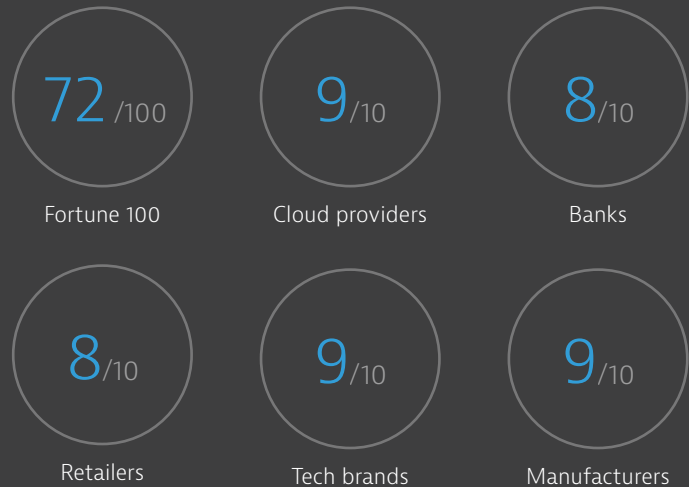 72 /100
Fortune 100
9/10
Cloud providers
8/10
Banks
8/10
Retailers
9/10
Tech brands
9/10
Manufacturers